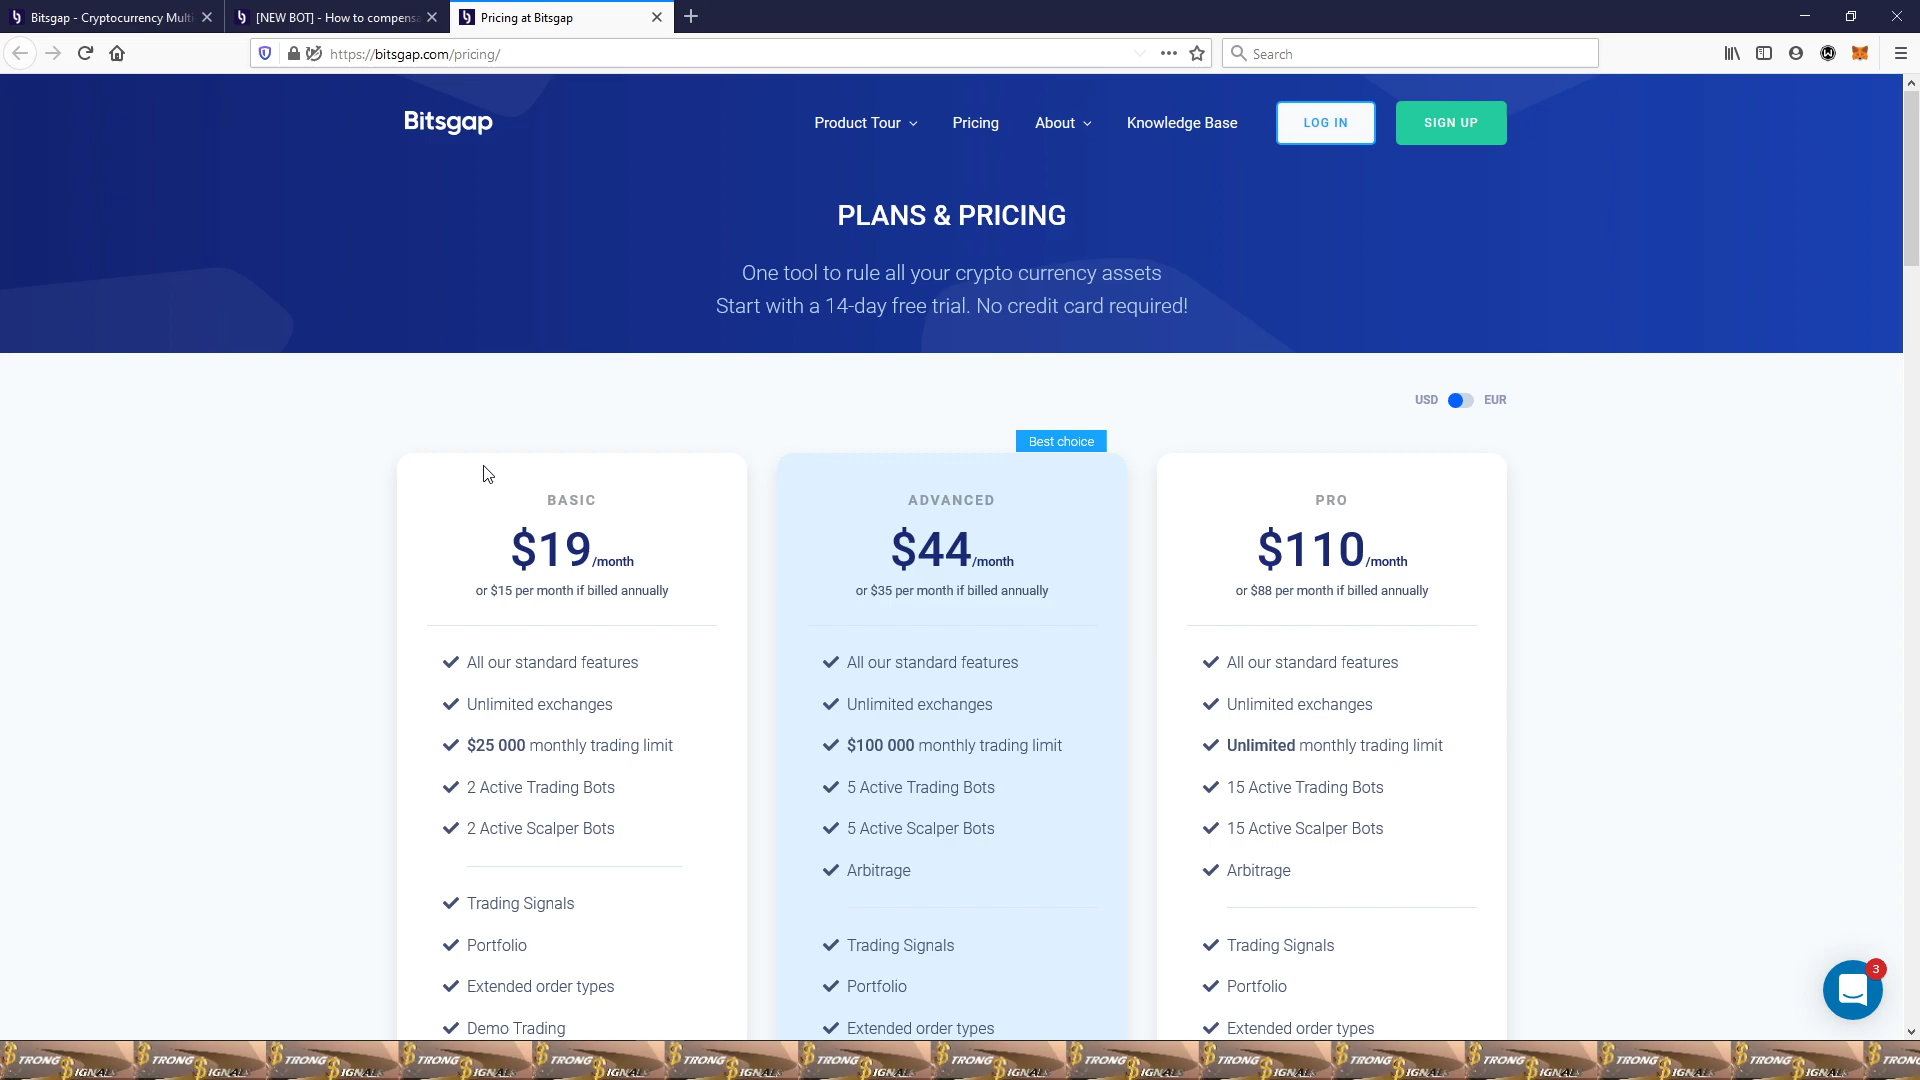 Bitsgap - Cryptocurrency Multi
[NEW BOT] - How to compensa
Pricing at Bitsgap
https://bitsgap.com/pricing/
Search
Bitsgap
Product Tour
Pricing
About
Knowledge Base
LOG IN
SIGN UP
PLANS & PRICING
One tool to rule all your crypto currency assets
Start with a 14-day free trial. No credit card required!
USD
EUR
Best choice
BASIC
$19/month
or $15 per month if billed annually
All our standard features
Unlimited exchanges
$25 000 monthly trading limit
2 Active Trading Bots
2 Active Scalper Bots
Trading Signals
Portfolio
Extended order types
Demo Trading
ADVANCED
$44/month
or $35 per month if billed annually
All our standard features
Unlimited exchanges
$100 000 monthly trading limit
5 Active Trading Bots
5 Active Scalper Bots
Arbitrage
Trading Signals
Portfolio
Extended order types
PRO
$110/month
or $88 per month if billed annually
All our standard features
Unlimited exchanges
Unlimited monthly trading limit
15 Active Trading Bots
15 Active Scalper Bots
Arbitrage
Trading Signals
Portfolio
Extended order types
3